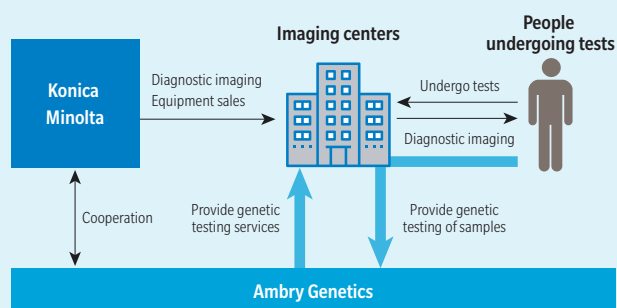 People
undergoing tests
Imaging centers
Konica
Minolta
Diagnostic imaging
Equipment sales
Undergo tests
Diagnostic imaging
Cooperation
Provide genetic
testing services
Provide genetic
testing of samples
Ambry Genetics